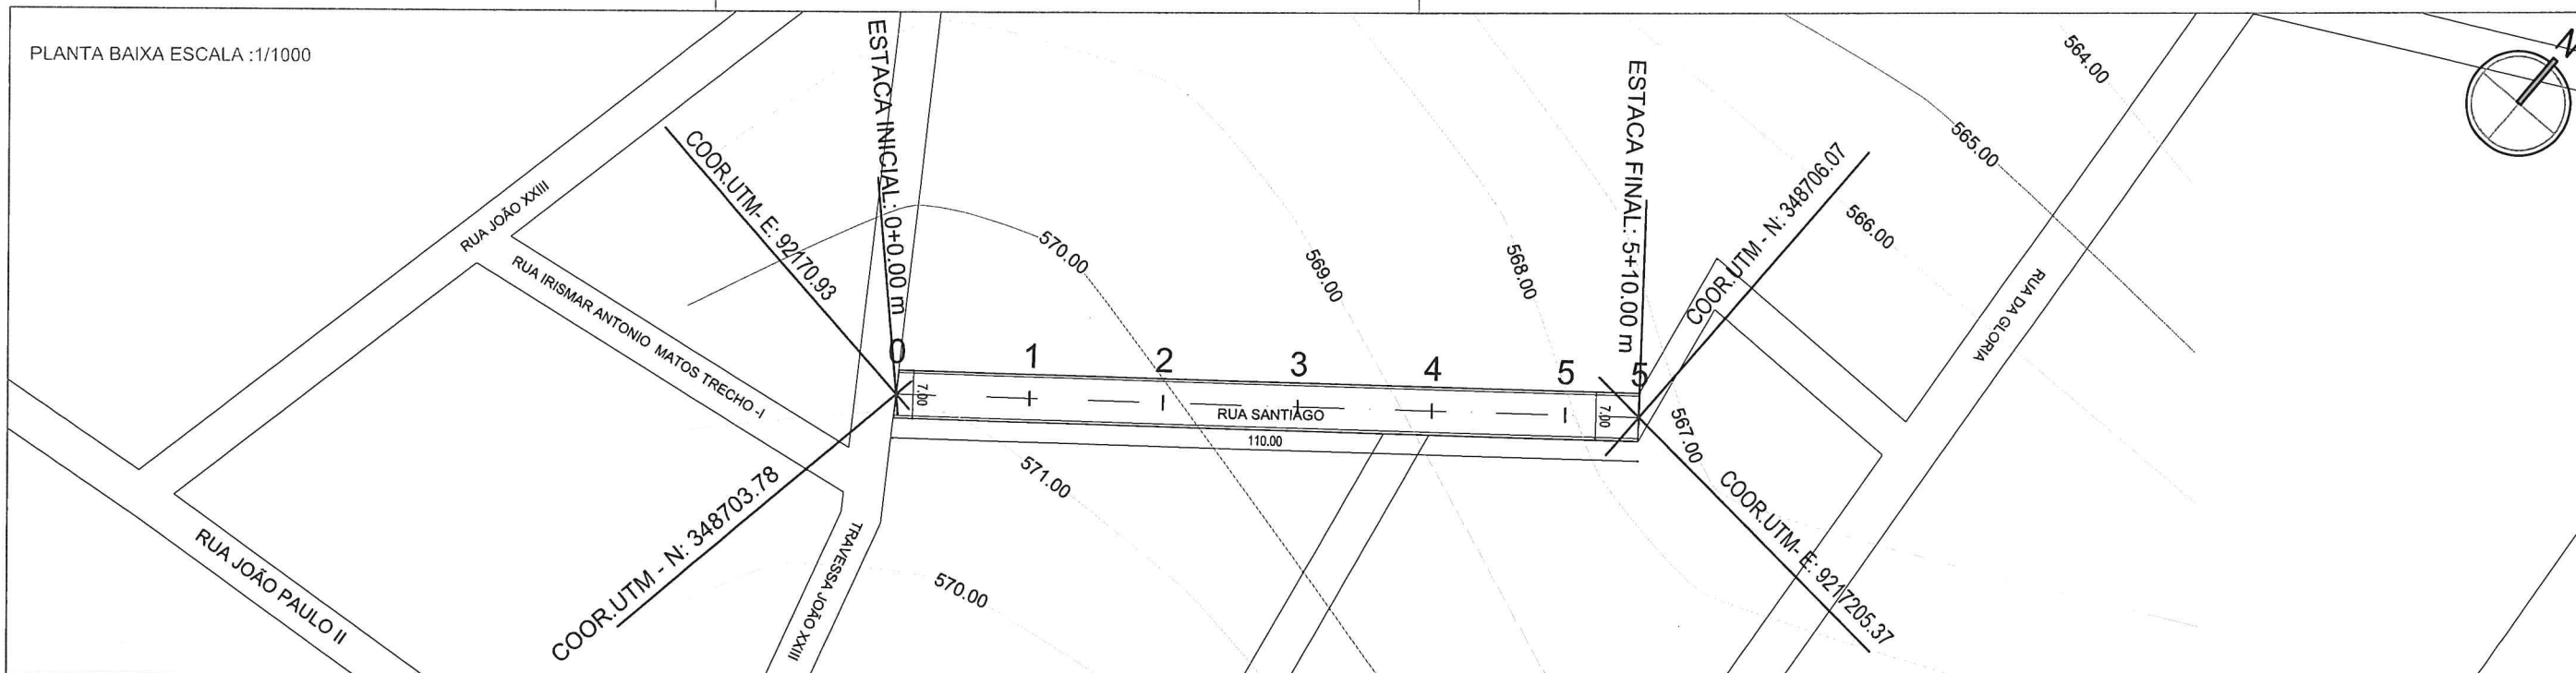 PLANTA BAIXA ESCALA :1/1000
N
ESTACA INICIAL: 0+0.00 m
ESTACA FINAL: 5+10.00 m
564.00
565.00
566.00
COOR.UTM- E: 92170.93
COOR.UTM - N: 348706.07
RUA JOÃO XXIII
RUA IRISMAR ANTONIO MATOS TRECHO -I
570.00
569.00
568.00
RUA DA GLORIA
0
1
2
3
4
5
5
7.00
RUA SANTIAGO
7.00
110.00
567.00
571.00
COOR.UTM - N: 348703.78
COOR.UTM- E: 9217205.37
RUA JOÃO PAULO II
TRAVESSA JOÃO XXIII
570.00